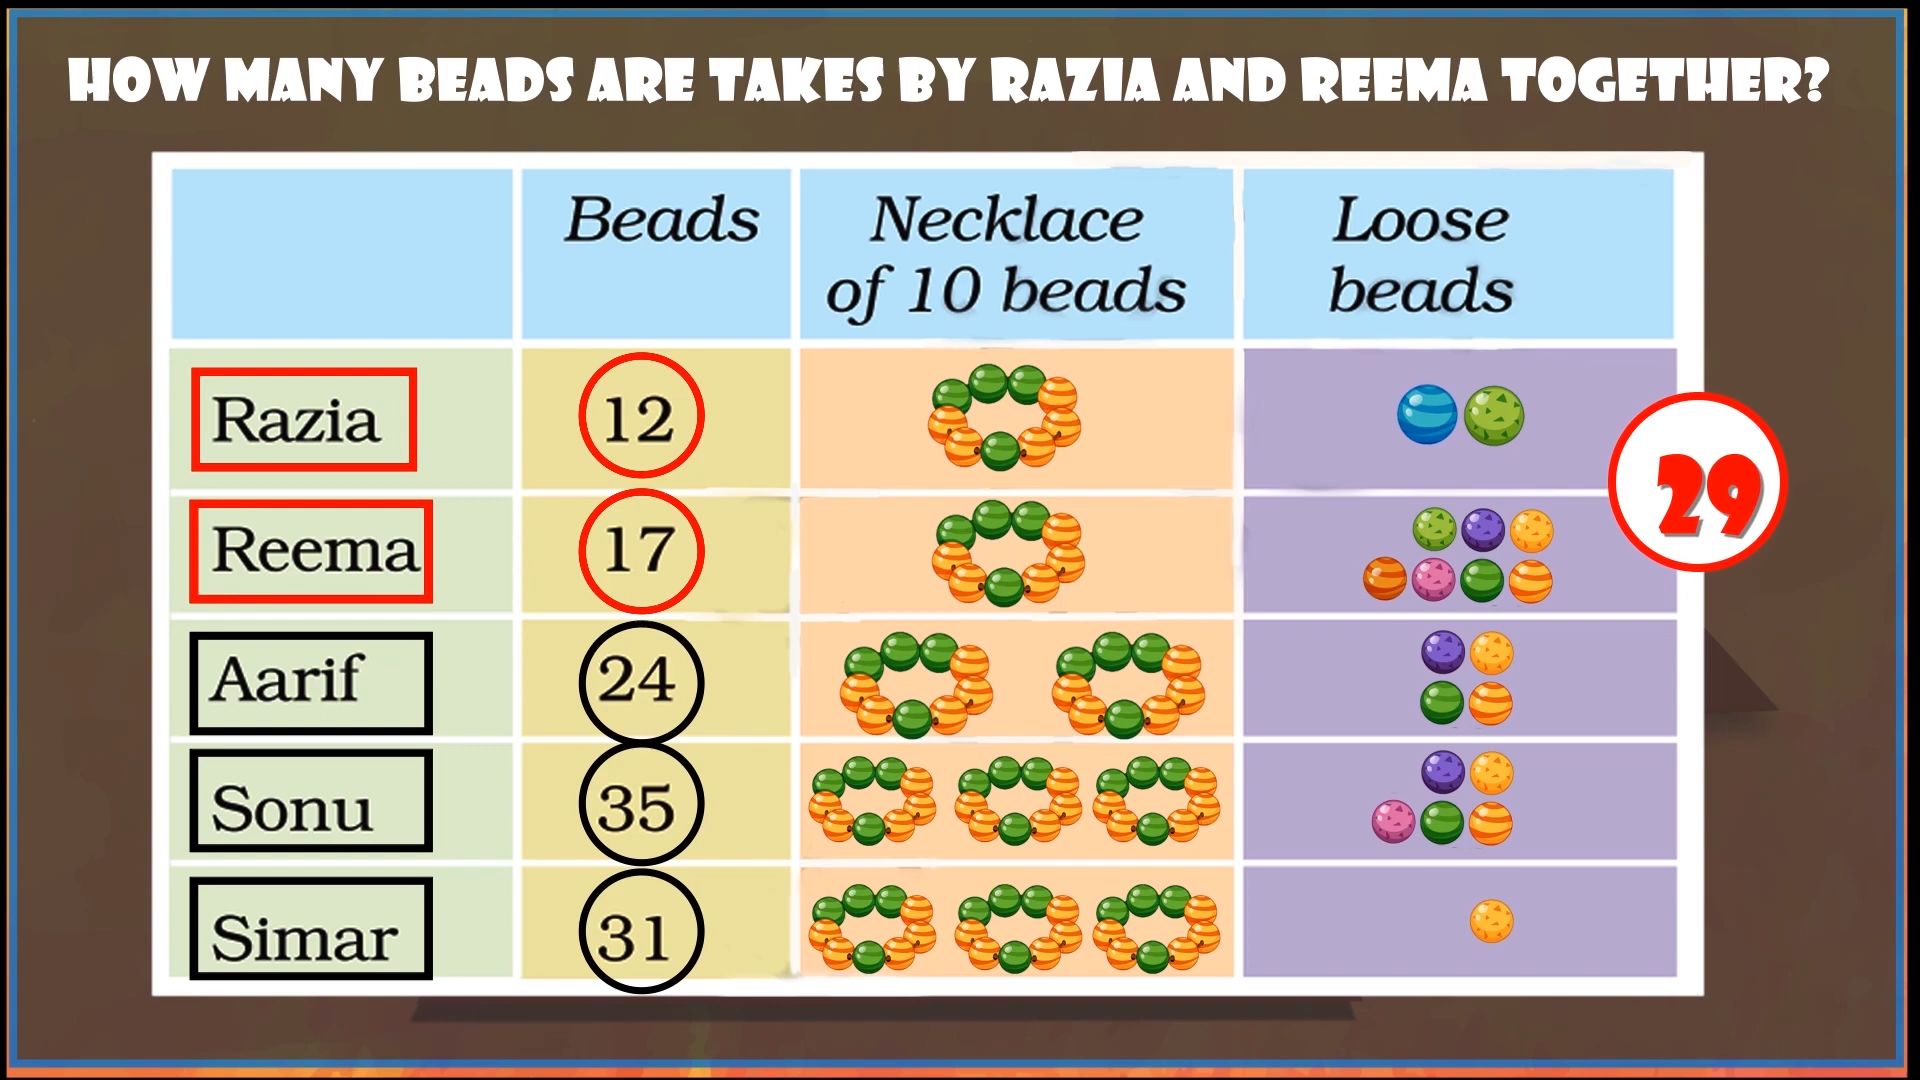 HOW MANY BEADS ARE TAKES BY RAZIA AND REEMA TOGETHER?
Beads Necklace of 10 beads Loose beads
Razia 12
Reema 17
29
Aarif 24
Sonu 35
Simar 31